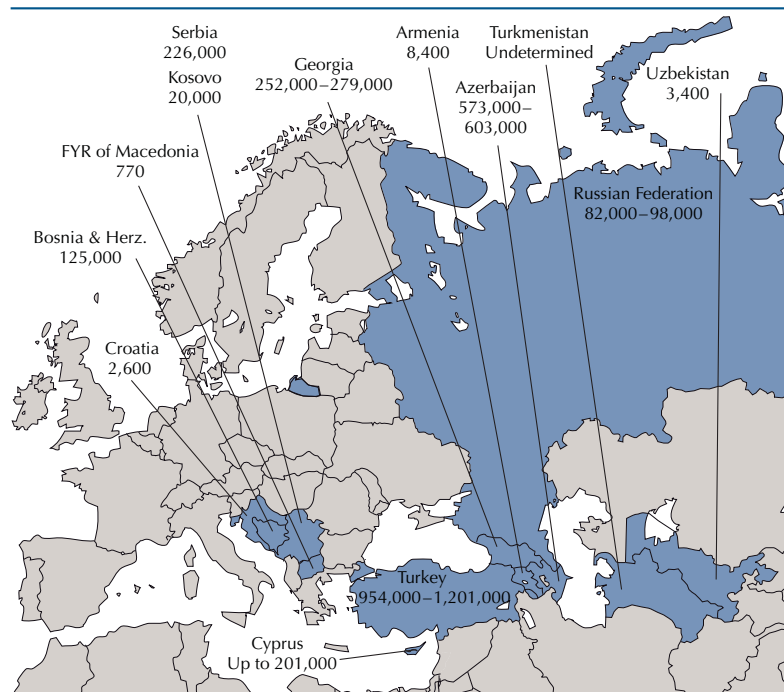 Serbia
226,000
Kosovo
20,000
Georgia
252,000–279,000
Armenia
8,400
Turkmenistan
Undetermined
Azerbaijan
573,000–
603,000
Uzbekistan
3,400
FYR of Macedonia
770
Russian Federation
82,000–98,000
Bosnia & Herz.
125,000
Croatia
2,600
Turkey
954,000–1,201,000
Cyprus
Up to 201,000